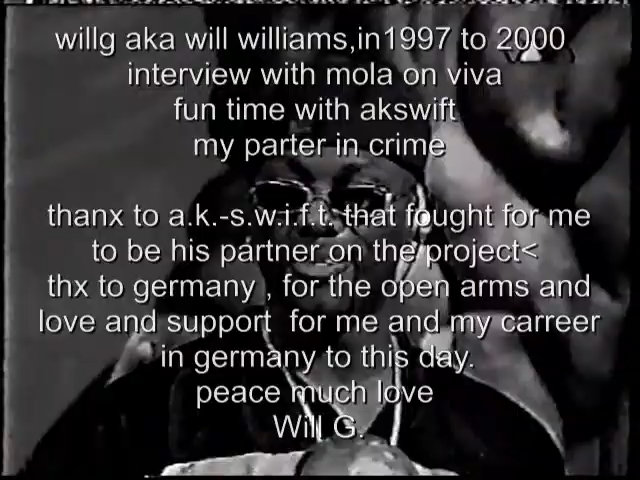 willg aka will williams,in1997 to 2000
interview with mola on viva
fun time with akswift
my parter in crime
thanx to a.k.-s.w.i.f.t. that fought for me
to be his partner on the project<
thx to germany , for the open arms and
love and support for me and my carreer
in germany to this day.
peace much love
Will G.